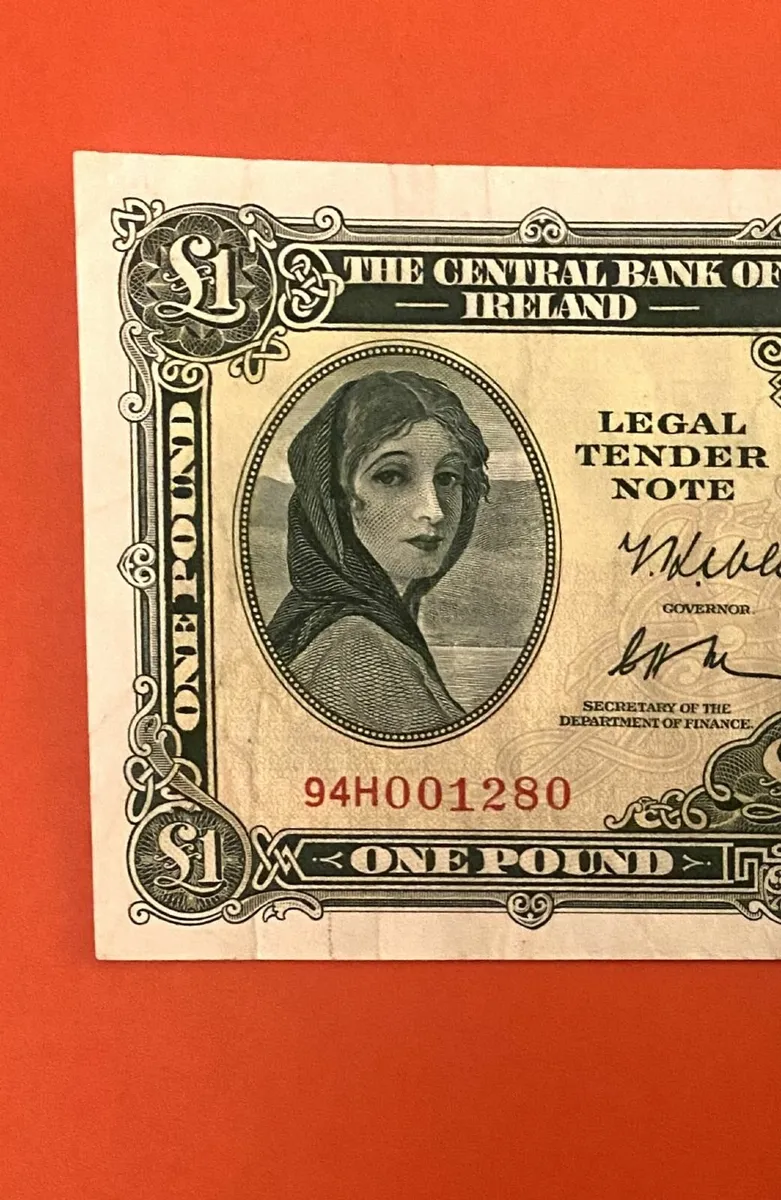 £1
THE CENTRAL BANK OF
IRELAND
ONE POUND
LEGAL
TENDER
NOTE
GOVERNOR.
SECRETARY OF THE
DEPARTMENT OF FINANCE.
94H001280
£1
ONE POUND